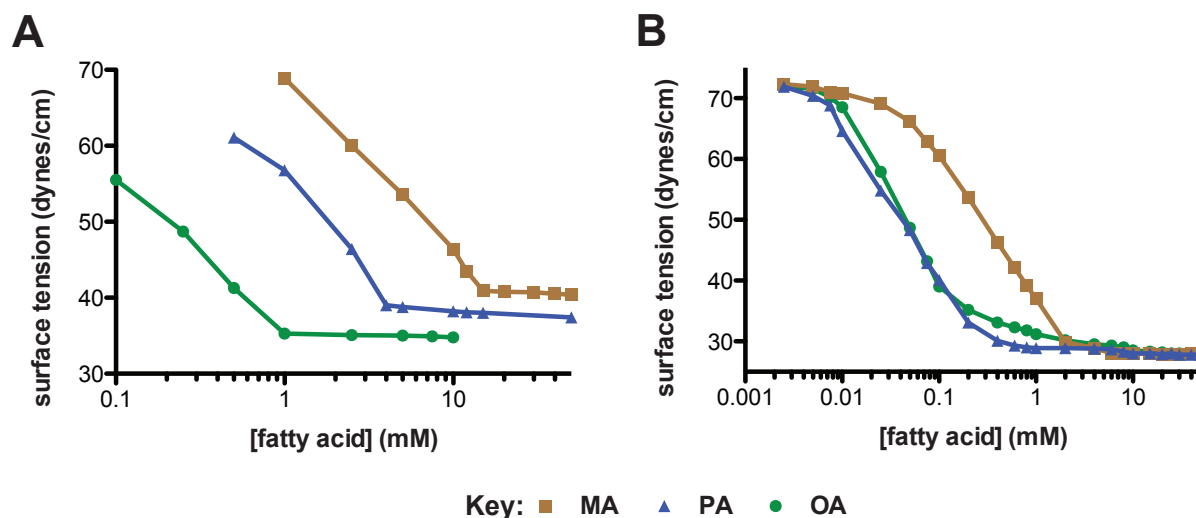 A
B
surface tension (dynes/cm)
70
60
50
40
30
0.1
1
10
[fatty acid] (mM)
surface tension (dynes/cm)
70
60
50
40
30
0.001
0.01
0.1
1
10
[fatty acid] (mM)
Key: MA PA OA